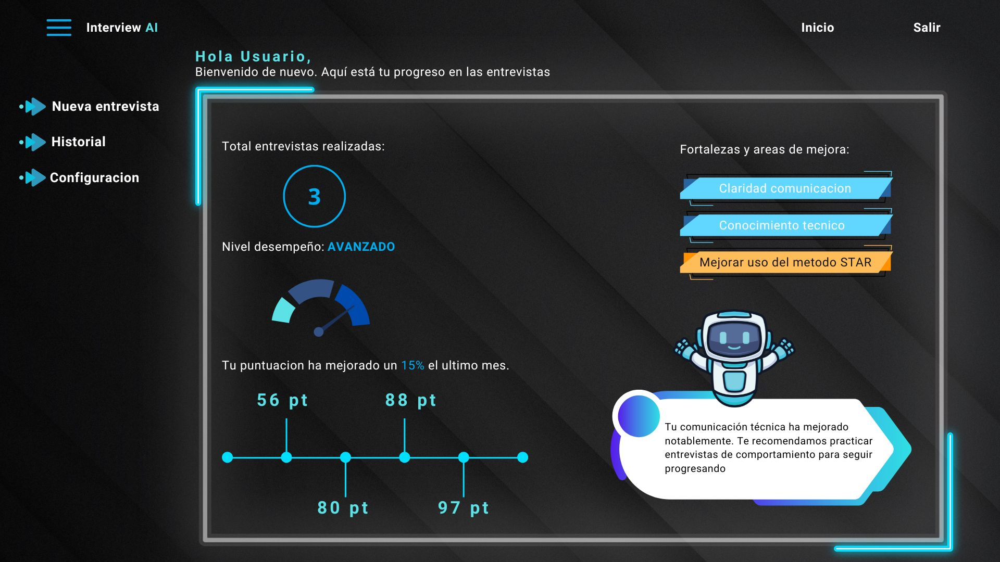 Interview AI
Inicio
Salir
Hola Usuario,
Bienvenido de nuevo. Aquí está tu progreso en las entrevistas
Nueva entrevista
Historial
Configuracion
Total entrevistas realizadas:
3
Nivel desempeño: AVANZADO
Tu puntuacion ha mejorado un 15% el ultimo mes.
56 pt
88 pt
80 pt
97 pt
Fortalezas y areas de mejora:
Claridad comunicacion
Conocimiento tecnico
Mejorar uso del metodo STAR
Tu comunicación técnica ha mejorado
notablemente. Te recomendamos practicar
entrevistas de comportamiento para seguir
progresando